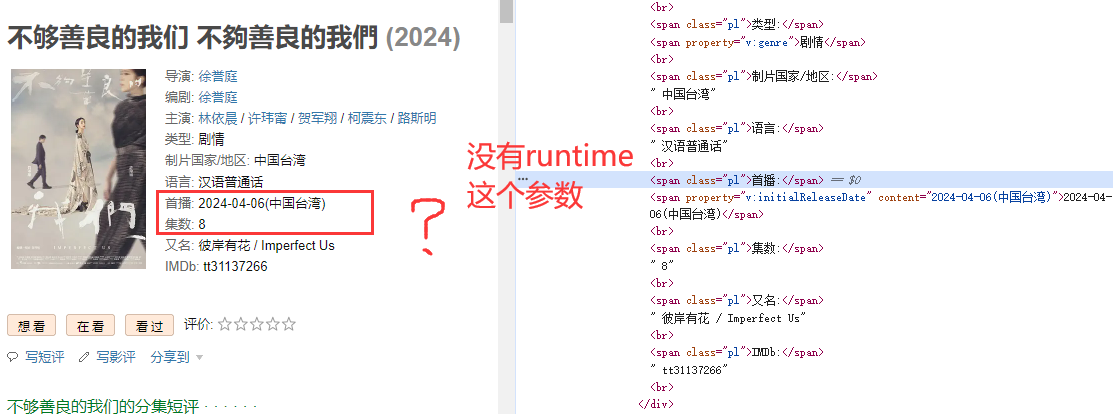 不够善良的我们 不夠善良的我們 (2024)
导演: 徐誉庭
编剧: 徐誉庭
主演: 林依晨 / 许玮甯 / 贺军翔 / 柯震东 / 路斯明
类型: 剧情
制片国家/地区: 中国台湾
语言: 汉语普通话
首播: 2024-04-06(中国台湾)
集数: 8
又名: 彼岸有花 / Imperfect Us
IMDb: tt31137266
想看
在看
看过
评价:
写短评
写影评
分享到
不够善良的我们的分集短评 · · · · · ·
没有runtime
这个参数
?
<br>
<span class="pl">类型:</span>
<span property="v:genre">剧情</span>
<br>
<span class="pl">制片国家/地区:</span>
" 中国台湾"
<br>
<span class="pl">语言:</span>
" 汉语普通话"
<br>
… <span class="pl">首播:</span> == $0
<span property="v:initialReleaseDate" content="2024-04-06(中国台湾)">2024-04-
06(中国台湾)</span>
<br>
<span class="pl">集数:</span>
" 8"
<br>
<span class="pl">又名:</span>
" 彼岸有花 / Imperfect Us"
<br>
<span class="pl">IMDb:</span>
" tt31137266"
<br>
</div>